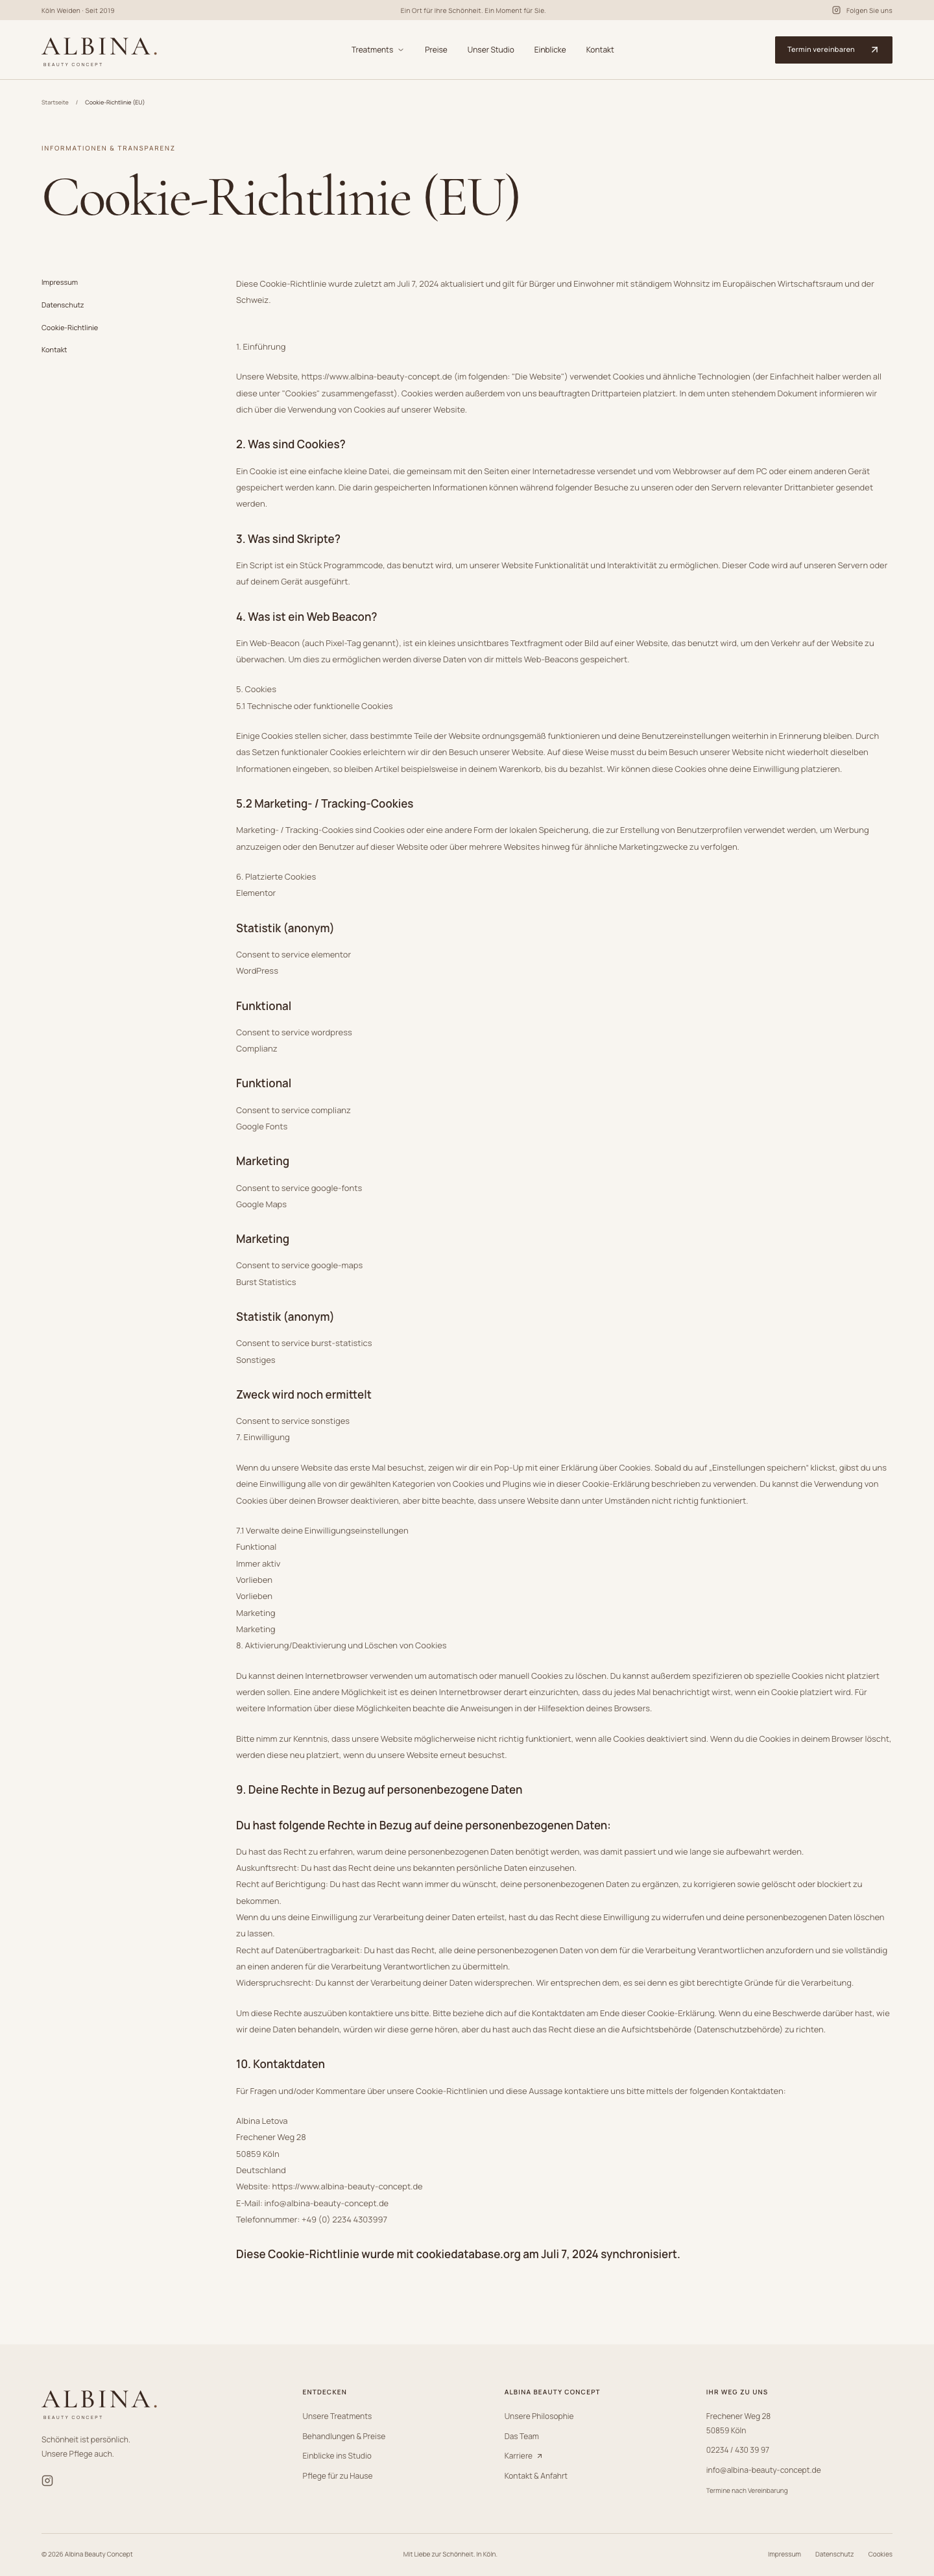 Köln Weiden · Seit 2019
Ein Ort für Ihre Schönheit. Ein Moment für Sie.
Folgen Sie uns
ALBINA.
BEAUTY CONCEPT
Treatments
Preise
Unser Studio
Einblicke
Kontakt
Termin vereinbaren
Startseite / Cookie-Richtlinie (EU)
INFORMATIONEN & TRANSPARENZ
Cookie-Richtlinie (EU)
Impressum
Datenschutz
Cookie-Richtlinie
Kontakt
Diese Cookie-Richtlinie wurde zuletzt am Juli 7, 2024 aktualisiert und gilt für Bürger und Einwohner mit ständigem Wohnsitz im Europäischen Wirtschaftsraum und der
Schweiz.
1. Einführung
Unsere Website, https://www.albina-beauty-concept.de (im folgenden: "Die Website") verwendet Cookies und ähnliche Technologien (der Einfachheit halber werden all
diese unter "Cookies" zusammengefasst). Cookies werden außerdem von uns beauftragten Drittparteien platziert. In dem unten stehendem Dokument informieren wir
dich über die Verwendung von Cookies auf unserer Website.
2. Was sind Cookies?
Ein Cookie ist eine einfache kleine Datei, die gemeinsam mit den Seiten einer Internetadresse versendet und vom Webbrowser auf dem PC oder einem anderen Gerät
gespeichert werden kann. Die darin gespeicherten Informationen können während folgender Besuche zu unseren oder den Servern relevanter Drittanbieter gesendet
werden.
3. Was sind Skripte?
Ein Script ist ein Stück Programmcode, das benutzt wird, um unserer Website Funktionalität und Interaktivität zu ermöglichen. Dieser Code wird auf unseren Servern oder
auf deinem Gerät ausgeführt.
4. Was ist ein Web Beacon?
Ein Web-Beacon (auch Pixel-Tag genannt), ist ein kleines unsichtbares Textfragment oder Bild auf einer Website, das benutzt wird, um den Verkehr auf der Website zu
überwachen. Um dies zu ermöglichen werden diverse Daten von dir mittels Web-Beacons gespeichert.
5. Cookies
5.1 Technische oder funktionelle Cookies
Einige Cookies stellen sicher, dass bestimmte Teile der Website ordnungsgemäß funktionieren und deine Benutzereinstellungen weiterhin in Erinnerung bleiben. Durch
das Setzen funktionaler Cookies erleichtern wir dir den Besuch unserer Website. Auf diese Weise musst du beim Besuch unserer Website nicht wiederholt dieselben
Informationen eingeben, so bleiben Artikel beispielsweise in deinem Warenkorb, bis du bezahlst. Wir können diese Cookies ohne deine Einwilligung platzieren.
5.2 Marketing- / Tracking-Cookies
Marketing- / Tracking-Cookies sind Cookies oder eine andere Form der lokalen Speicherung, die zur Erstellung von Benutzerprofilen verwendet werden, um Werbung
anzuzeigen oder den Benutzer auf dieser Website oder über mehrere Websites hinweg für ähnliche Marketingzwecke zu verfolgen.
6. Platzierte Cookies
Elementor
Statistik (anonym)
Consent to service elementor
WordPress
Funktional
Consent to service wordpress
Complianz
Funktional
Consent to service complianz
Google Fonts
Marketing
Consent to service google-fonts
Google Maps
Marketing
Consent to service google-maps
Burst Statistics
Statistik (anonym)
Consent to service burst-statistics
Sonstiges
Zweck wird noch ermittelt
Consent to service sonstiges
7. Einwilligung
Wenn du unsere Website das erste Mal besuchst, zeigen wir dir ein Pop-Up mit einer Erklärung über Cookies. Sobald du auf „Einstellungen speichern“ klickst, gibst du uns
deine Einwilligung alle von dir gewählten Kategorien von Cookies und Plugins wie in dieser Cookie-Erklärung beschrieben zu verwenden. Du kannst die Verwendung von
Cookies über deinen Browser deaktivieren, aber bitte beachte, dass unsere Website dann unter Umständen nicht richtig funktioniert.
7.1 Verwalte deine Einwilligungseinstellungen
Funktional
Immer aktiv
Vorlieben
Vorlieben
Marketing
Marketing
8. Aktivierung/Deaktivierung und Löschen von Cookies
Du kannst deinen Internetbrowser verwenden um automatisch oder manuell Cookies zu löschen. Du kannst außerdem spezifizieren ob spezielle Cookies nicht platziert
werden sollen. Eine andere Möglichkeit ist es deinen Internetbrowser derart einzurichten, dass du jedes Mal benachrichtigt wirst, wenn ein Cookie platziert wird. Für
weitere Information über diese Möglichkeiten beachte die Anweisungen in der Hilfesektion deines Browsers.
Bitte nimm zur Kenntnis, dass unsere Website möglicherweise nicht richtig funktioniert, wenn alle Cookies deaktiviert sind. Wenn du die Cookies in deinem Browser löscht,
werden diese neu platziert, wenn du unsere Website erneut besuchst.
9. Deine Rechte in Bezug auf personenbezogene Daten
Du hast folgende Rechte in Bezug auf deine personenbezogenen Daten:
Du hast das Recht zu erfahren, warum deine personenbezogenen Daten benötigt werden, was damit passiert und wie lange sie aufbewahrt werden.
Auskunftsrecht: Du hast das Recht deine uns bekannten persönliche Daten einzusehen.
Recht auf Berichtigung: Du hast das Recht wann immer du wünscht, deine personenbezogenen Daten zu ergänzen, zu korrigieren sowie gelöscht oder blockiert zu
bekommen.
Wenn du uns deine Einwilligung zur Verarbeitung deiner Daten erteilst, hast du das Recht diese Einwilligung zu widerrufen und deine personenbezogenen Daten löschen
zu lassen.
Recht auf Datenübertragbarkeit: Du hast das Recht, alle deine personenbezogenen Daten von dem für die Verarbeitung Verantwortlichen anzufordern und sie vollständig
an einen anderen für die Verarbeitung Verantwortlichen zu übermitteln.
Widerspruchsrecht: Du kannst der Verarbeitung deiner Daten widersprechen. Wir entsprechen dem, es sei denn es gibt berechtigte Gründe für die Verarbeitung.
Um diese Rechte auszuüben kontaktiere uns bitte. Bitte beziehe dich auf die Kontaktdaten am Ende dieser Cookie-Erklärung. Wenn du eine Beschwerde darüber hast, wie
wir deine Daten behandeln, würden wir diese gerne hören, aber du hast auch das Recht diese an die Aufsichtsbehörde (Datenschutzbehörde) zu richten.
10. Kontaktdaten
Für Fragen und/oder Kommentare über unsere Cookie-Richtlinien und diese Aussage kontaktiere uns bitte mittels der folgenden Kontaktdaten:
Albina Letova
Frechener Weg 28
50859 Köln
Deutschland
Website: https://www.albina-beauty-concept.de
E-Mail: info@albina-beauty-concept.de
Telefonnummer: +49 (0) 2234 4303997
Diese Cookie-Richtlinie wurde mit cookiedatabase.org am Juli 7, 2024 synchronisiert.
ALBINA.
BEAUTY CONCEPT
Schönheit ist persönlich.
Unsere Pflege auch.
ENTDECKEN
Unsere Treatments
Behandlungen & Preise
Einblicke ins Studio
Pflege für zu Hause
ALBINA BEAUTY CONCEPT
Unsere Philosophie
Das Team
Karriere
Kontakt & Anfahrt
IHR WEG ZU UNS
Frechener Weg 28
50859 Köln
02234 / 430 39 97
info@albina-beauty-concept.de
Termine nach Vereinbarung
© 2026 Albina Beauty Concept
Mit Liebe zur Schönheit. In Köln.
Impressum
Datenschutz
Cookies